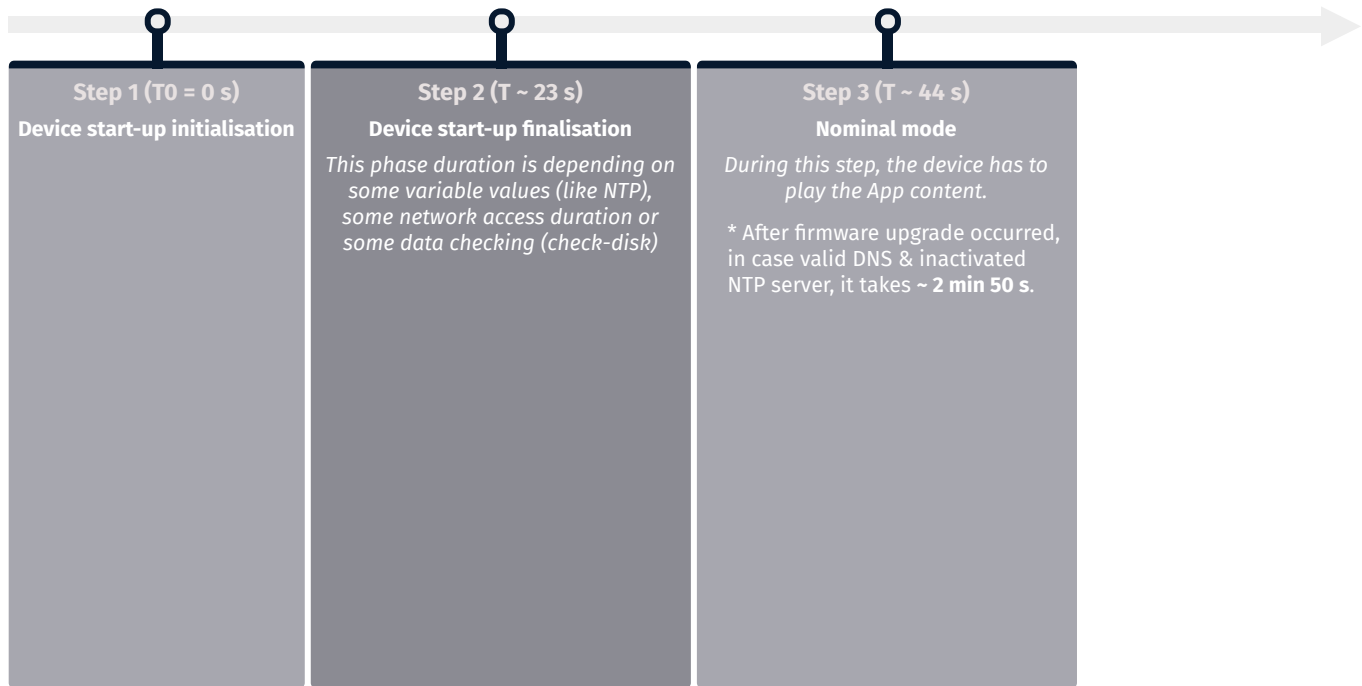 Step 1 (T0 = 0 s)
Device start-up initialisation
Step 2 (T ~ 23 s)
Device start-up finalisation
This phase duration is depending on
some variable values (like NTP),
some network access duration or
some data checking (check-disk)
Step 3 (T ~ 44 s)
Nominal mode
During this step, the device has to
play the App content.
* After firmware upgrade occurred,
in case valid DNS & inactivated
NTP server, it takes ~ 2 min 50 s.